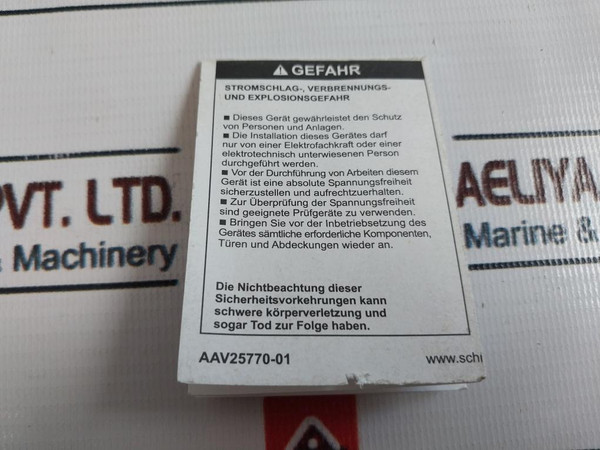 GEFAHR
STROMSCHLAG-, VERBRENNUNGS-
UND EXPLOSIONSGEFAHR
■ Dieses Gerät gewährleistet den Schutz
von Personen und Anlagen.
■ Die Installation dieses Gerätes darf
nur von einer Elektrofachkraft oder einer
elektrotechnisch unterwiesenen Person
durchgeführt werden.
■ Vor der Durchführung von Arbeiten diesem
Gerät ist eine absolute Spannungsfreiheit
sicherzustellen und aufrechtzuerhalten.
■ Zur Überprüfung der Spannungsfreiheit
sind geeignete Prüfgeräte zu verwenden.
■ Bringen Sie vor der Inbetriebsetzung des
Gerätes sämtliche erforderliche Komponenten,
Türen und Abdeckungen wieder an.
Die Nichtbeachtung dieser
Sicherheitsvorkehrungen kann
schwere körperverletzung und
sogar Tod zur Folge haben.
AAV25770-01
www.sch
PVT. LTD.
& Machinery
AELIYA
Marine &